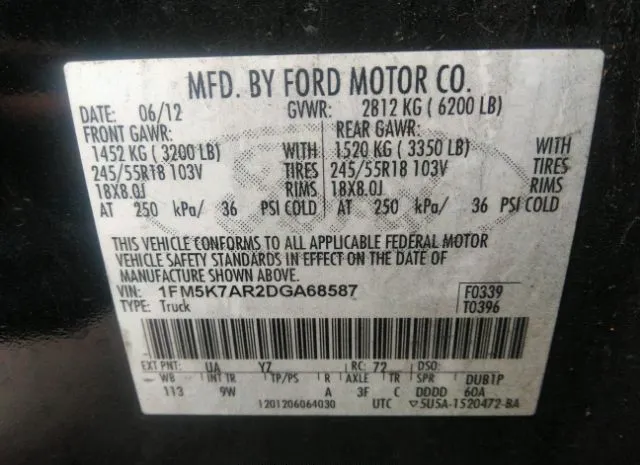 MFD. BY FORD MOTOR CO.
DATE: 06/12 GVWR: 2812 KG ( 6200 LB)
FRONT GAWR: REAR GAWR:
1452 KG ( 3200 LB) WITH 1520 KG ( 3350 LB) WITH
245/55R18 103V TIRES 245/55R18 103V TIRES
18X8.0J RIMS 18X8.0J RIMS
AT 250 kPa/ 36 PSI COLD AT 250 kPa/ 36 PSI COLD
THIS VEHICLE CONFORMS TO ALL APPLICABLE FEDERAL MOTOR
VEHICLE SAFETY STANDARDS IN EFFECT ON THE DATE OF
MANUFACTURE SHOWN ABOVE.
VIN: 1FM5K7AR2DGA68587 F0339
TYPE: Truck T0396
EXT PNT: UA YZ RC: 72 DSO:
WB INT TR TP/PS R AXLE TR SPR DUB1P
113 9W A 3F C DDDD 60A
1201206064030 UTC ▽5U5A-1520472-BA